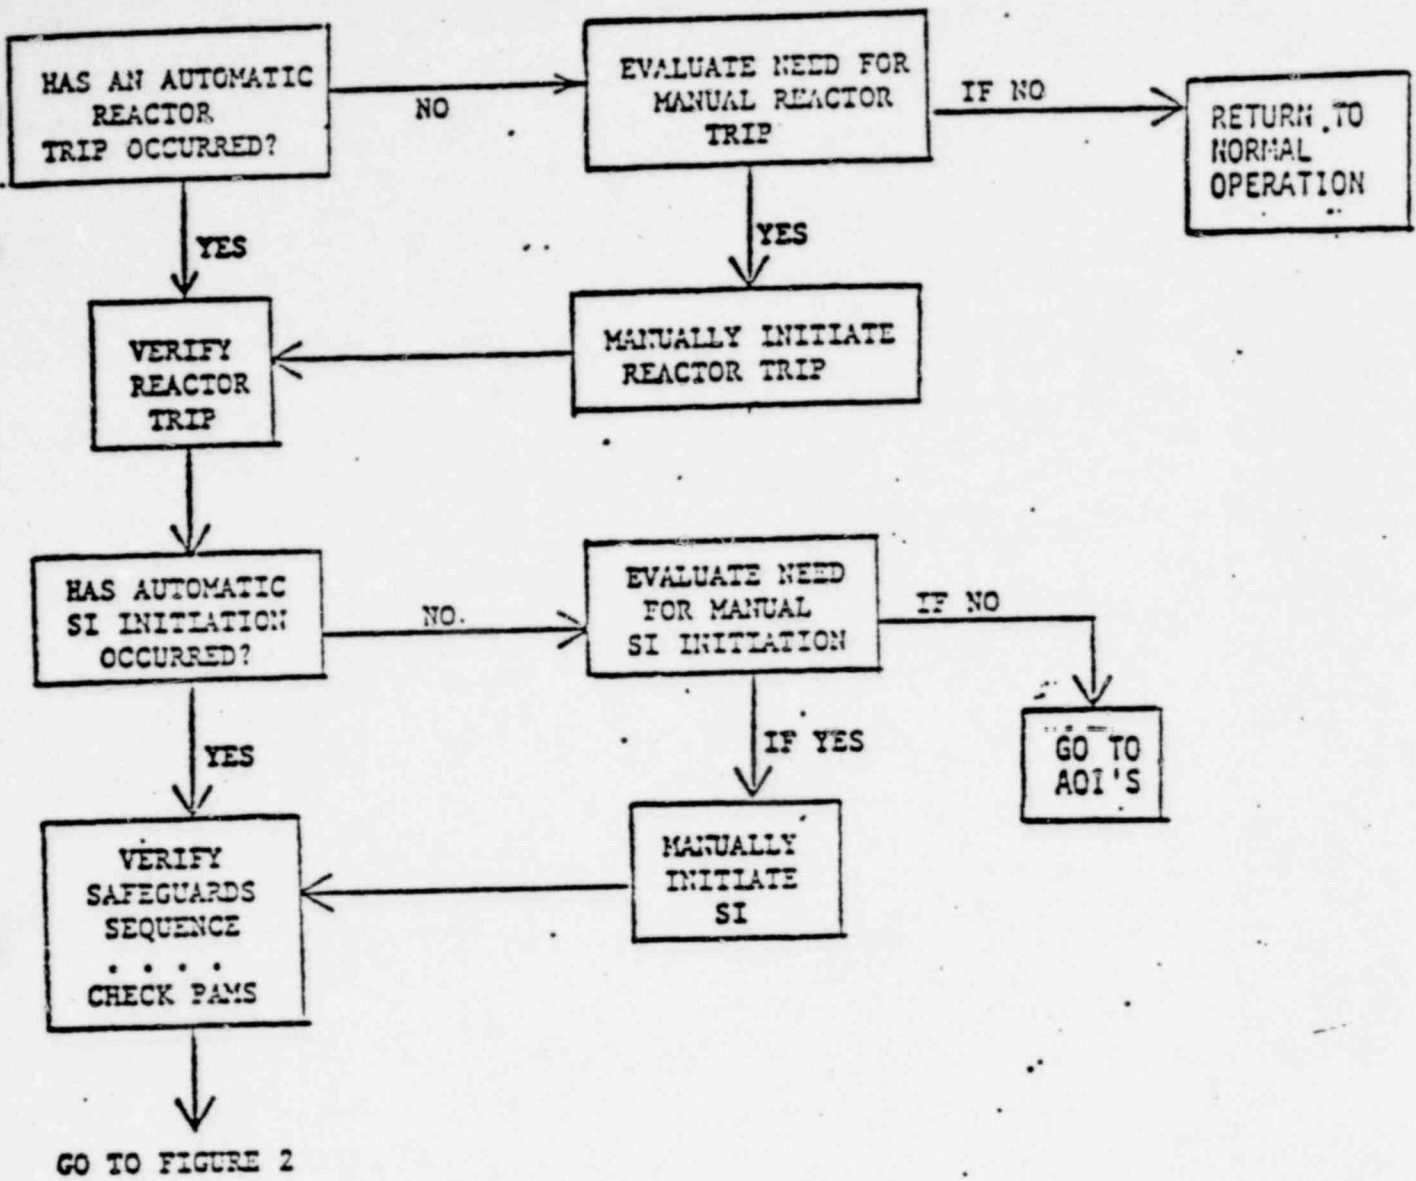 HAS AN AUTOMATIC
REACTOR
TRIP OCCURRED?
NO
EVALUATE NEED FOR
MANUAL REACTOR
TRIP
IF NO
RETURN TO
NORMAL
OPERATION
YES
YES
VERIFY
REACTOR
TRIP
MANUALLY INITIATE
REACTOR TRIP
HAS AUTOMATIC
SI INITIATION
OCCURRED?
NO.
EVALUATE NEED
FOR MANUAL
SI INITIATION
IF NO
GO TO
AOI'S
YES
IF YES
VERIFY
SAFEGUARDS
SEQUENCE
. . . .
CHECK PAMS
MANUALLY
INITIATE
SI
GO TO FIGURE 2